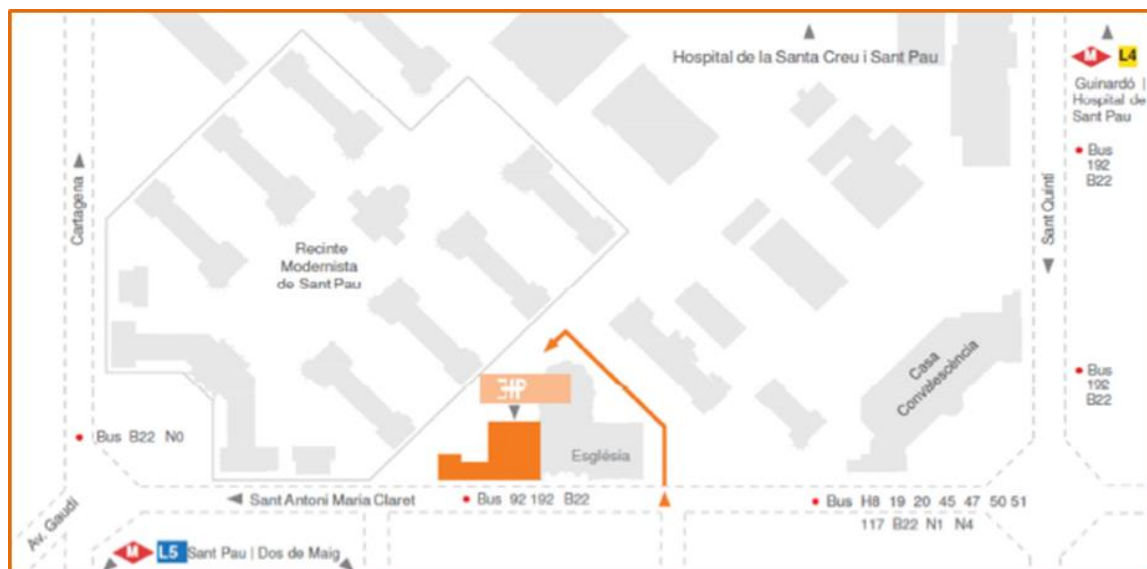 Hospital de la Santa Creu i Sant Pau
M L4
Guinardó |
Hospital de
Sant Pau
Bus
192
B22
Cartagena
Sant Quintí
Recinte
Modernista
de Sant Pau
Casa
Convalescència
Bus
192
B22
Bus B22 N0
Església
Sant Antoni Maria Claret
Bus 92 192 B22
Bus H8 19 20 45 47 50 51
117 B22 N1 N4
Av. Gaudí
M L5 Sant Pau | Dos de Maig